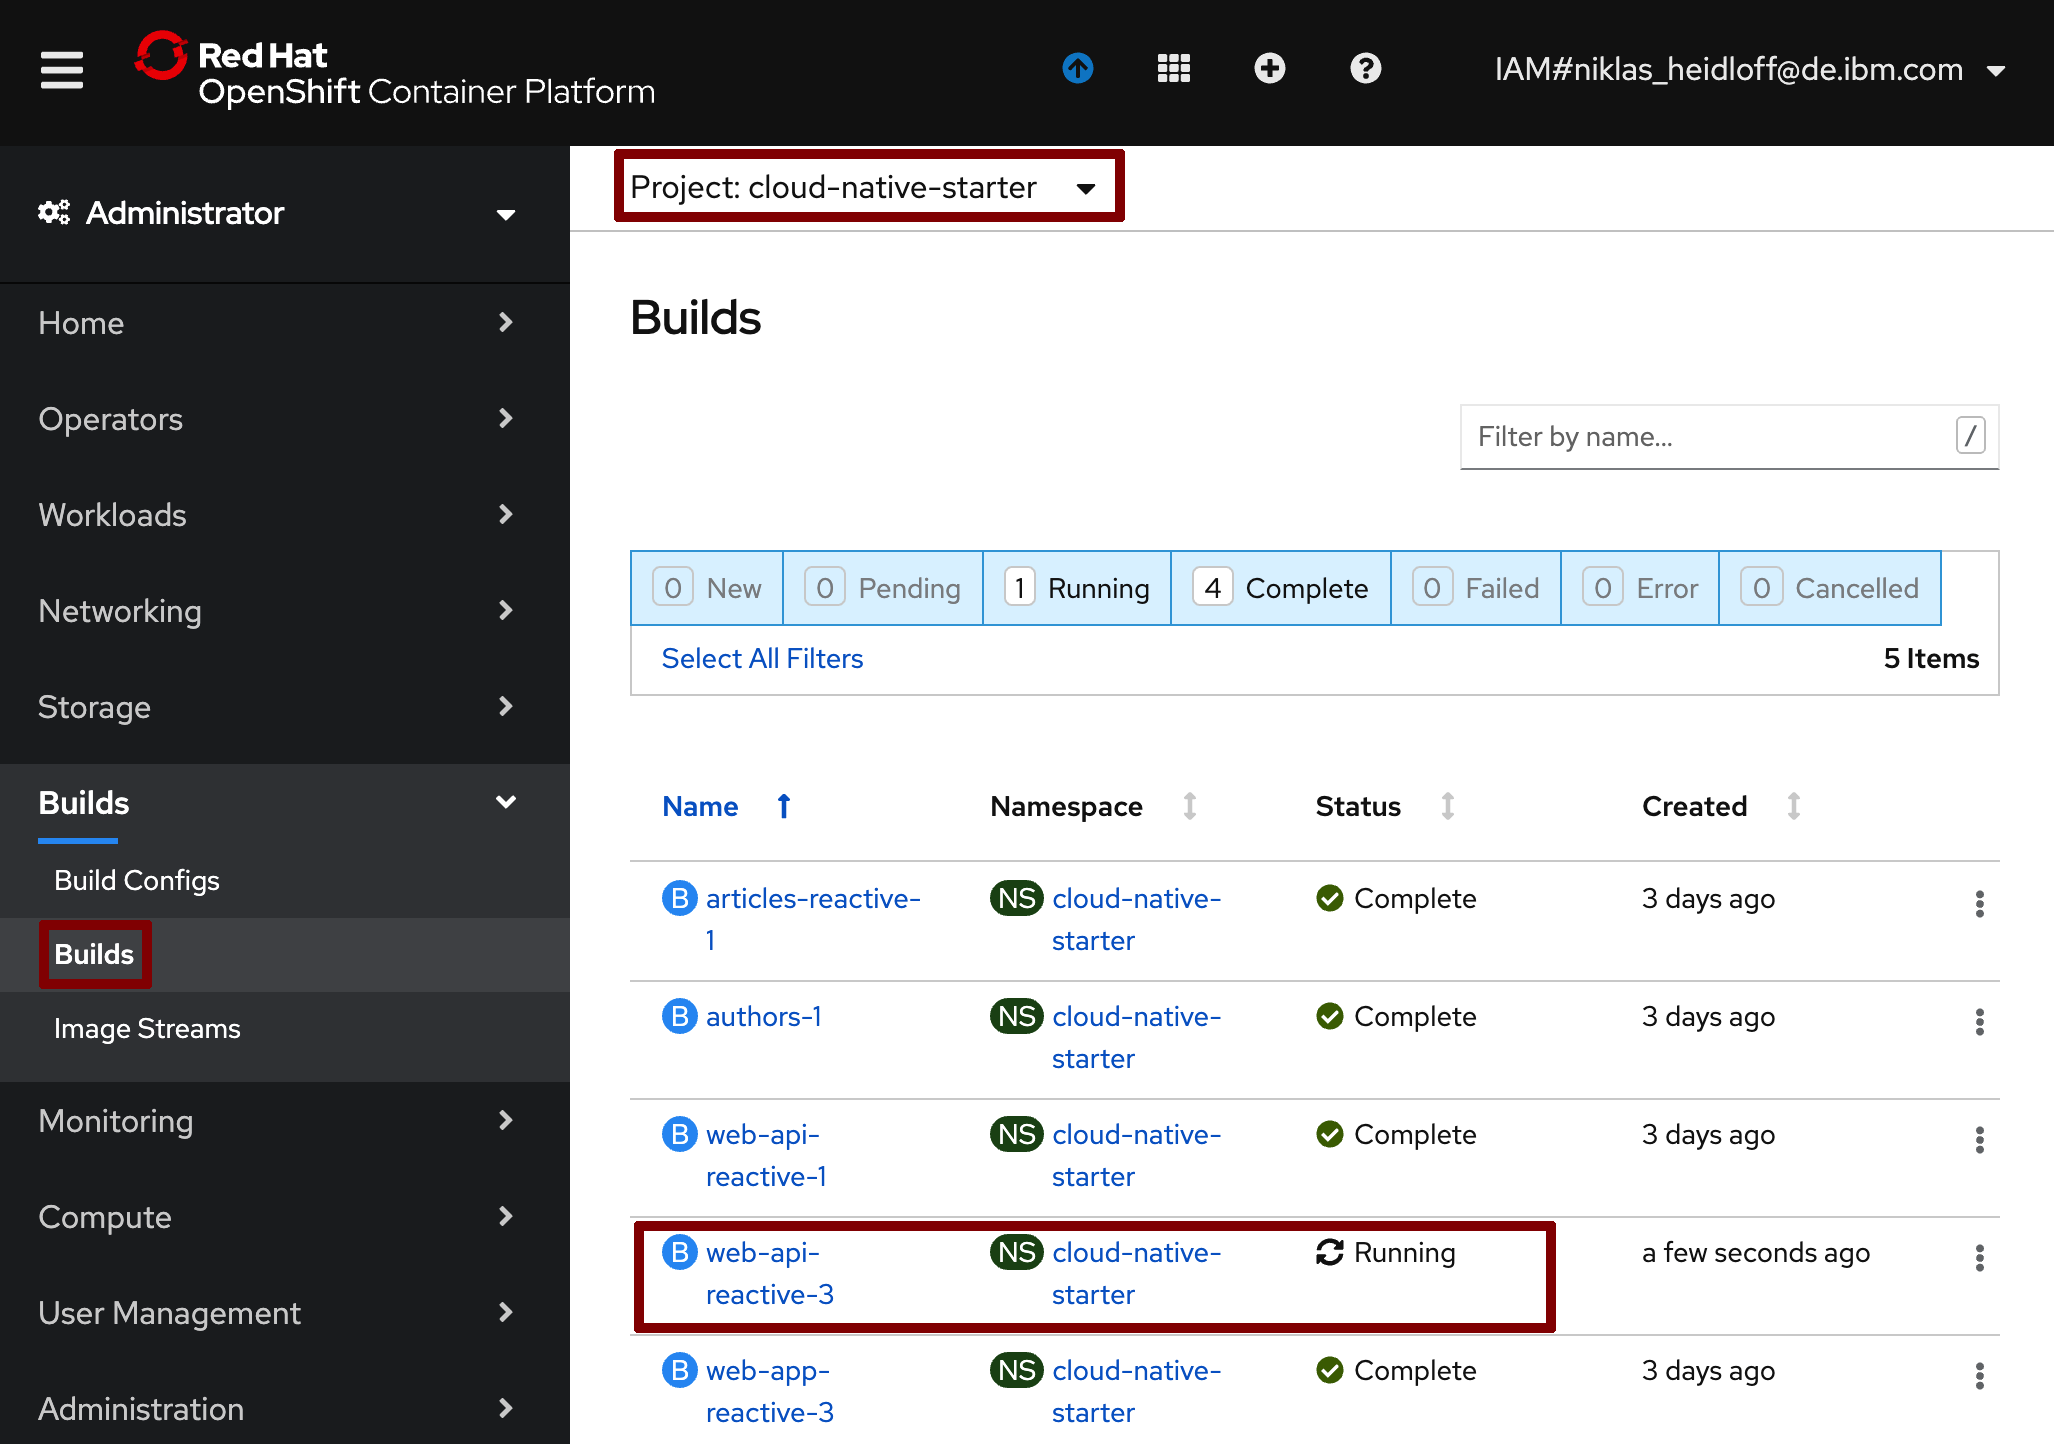 Red Hat
OpenShift Container Platform
IAM#niklas_heidloff@de.ibm.com
Administrator
Home
Operators
Workloads
Networking
Storage
Builds
Build Configs
Builds
Image Streams
Monitoring
Compute
User Management
Administration
Project: cloud-native-starter
Builds
Filter by name...
/
0 New 0 Pending 1 Running 4 Complete 0 Failed 0 Error 0 Cancelled
Select All Filters 5 Items
Name Namespace Status Created
B articles-reactive- NS cloud-native- Complete 3 days ago
1 starter
B authors-1 NS cloud-native- Complete 3 days ago
starter
B web-api- NS cloud-native- Complete 3 days ago
reactive-1 starter
B web-api- NS cloud-native- Running a few seconds ago
reactive-3 starter
B web-app- NS cloud-native- Complete 3 days ago
reactive-3 starter